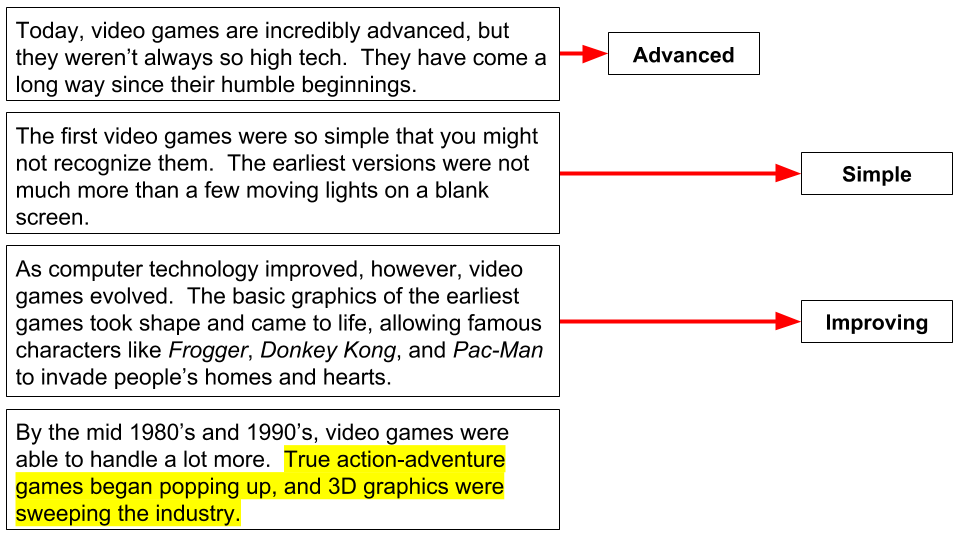 Today, video games are incredibly advanced, but
they weren’t always so high tech.  They have come a
long way since their humble beginnings.
Advanced
The first video games were so simple that you might
not recognize them.  The earliest versions were not
much more than a few moving lights on a blank
screen.
Simple
As computer technology improved, however, video
games evolved.  The basic graphics of the earliest
games took shape and came to life, allowing famous
characters like Frogger, Donkey Kong, and Pac-Man
to invade people’s homes and hearts.
Improving
By the mid 1980’s and 1990’s, video games were
able to handle a lot more.  True action-adventure
games began popping up, and 3D graphics were
sweeping the industry.